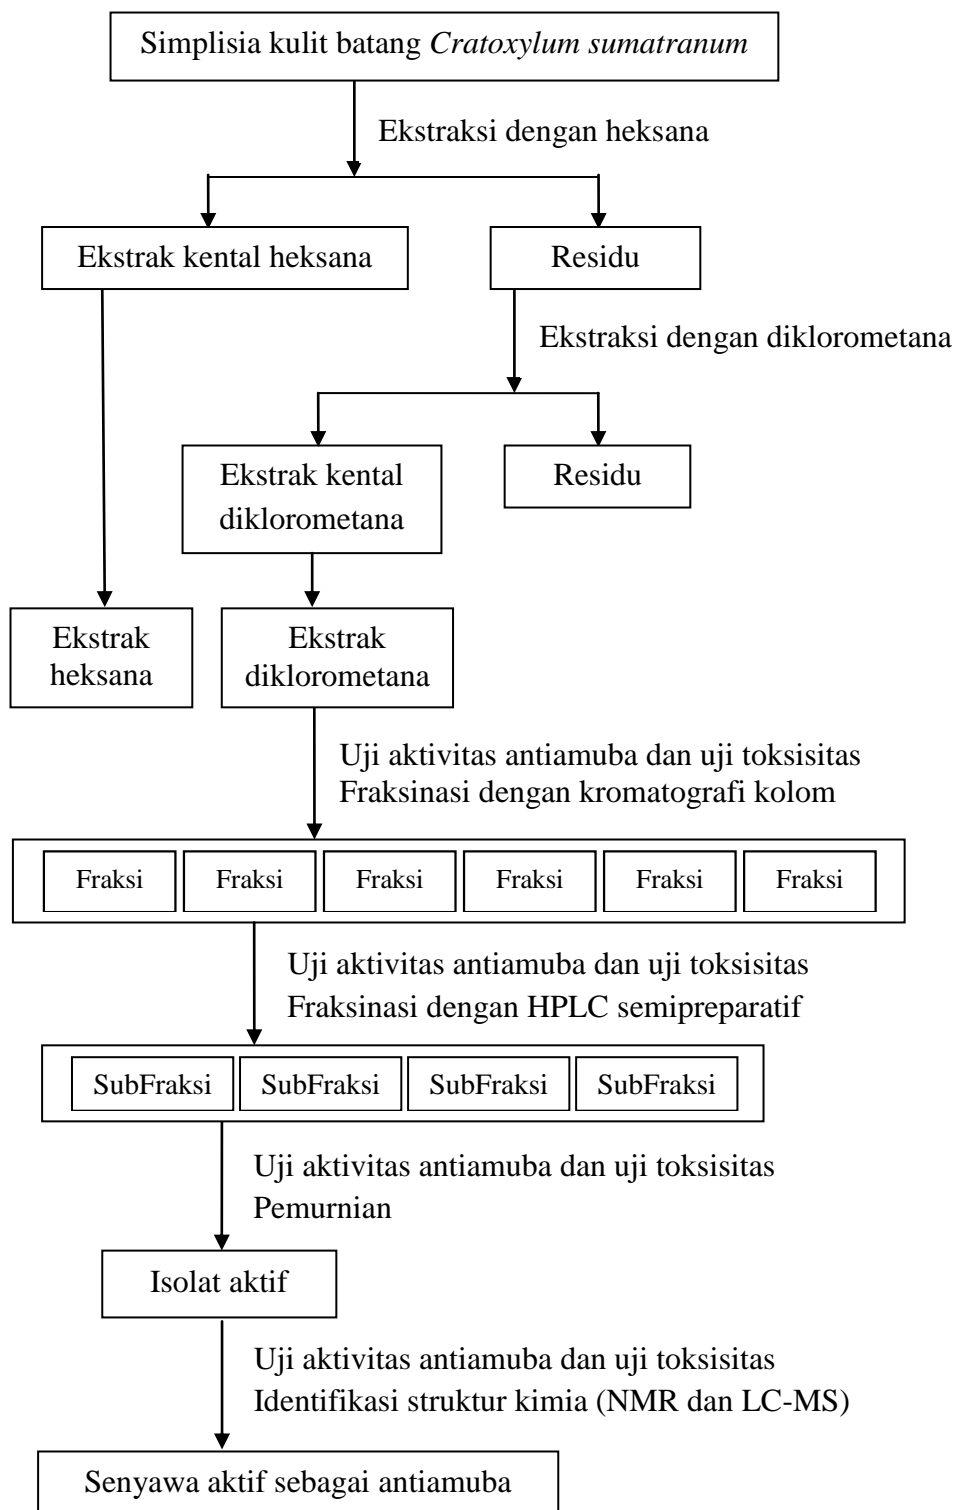 Simplisia kulit batang Cratoxylum sumatranum
Ekstraksi dengan heksana
Ekstrak kental heksana
Residu
Ekstraksi dengan diklorometana
Ekstrak kental
diklorometana
Residu
Ekstrak
heksana
Ekstrak
diklorometana
Uji aktivitas antiamuba dan uji toksisitas
Fraksinasi dengan kromatografi kolom
Fraksi
Fraksi
Fraksi
Fraksi
Fraksi
Fraksi
Uji aktivitas antiamuba dan uji toksisitas
Fraksinasi dengan HPLC semipreparatif
SubFraksi
SubFraksi
SubFraksi
SubFraksi
Uji aktivitas antiamuba dan uji toksisitas
Pemurnian
Isolat aktif
Uji aktivitas antiamuba dan uji toksisitas
Identifikasi struktur kimia (NMR dan LC-MS)
Senyawa aktif sebagai antiamuba